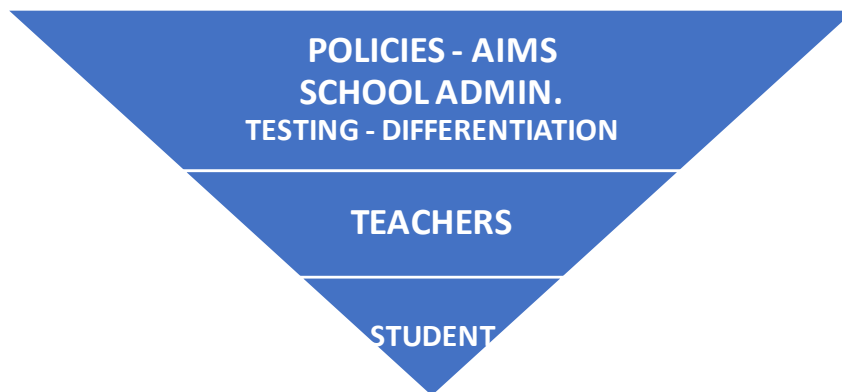 POLICIES - AIMS
SCHOOL ADMIN.
TESTING - DIFFERENTIATION
TEACHERS
STUDENT